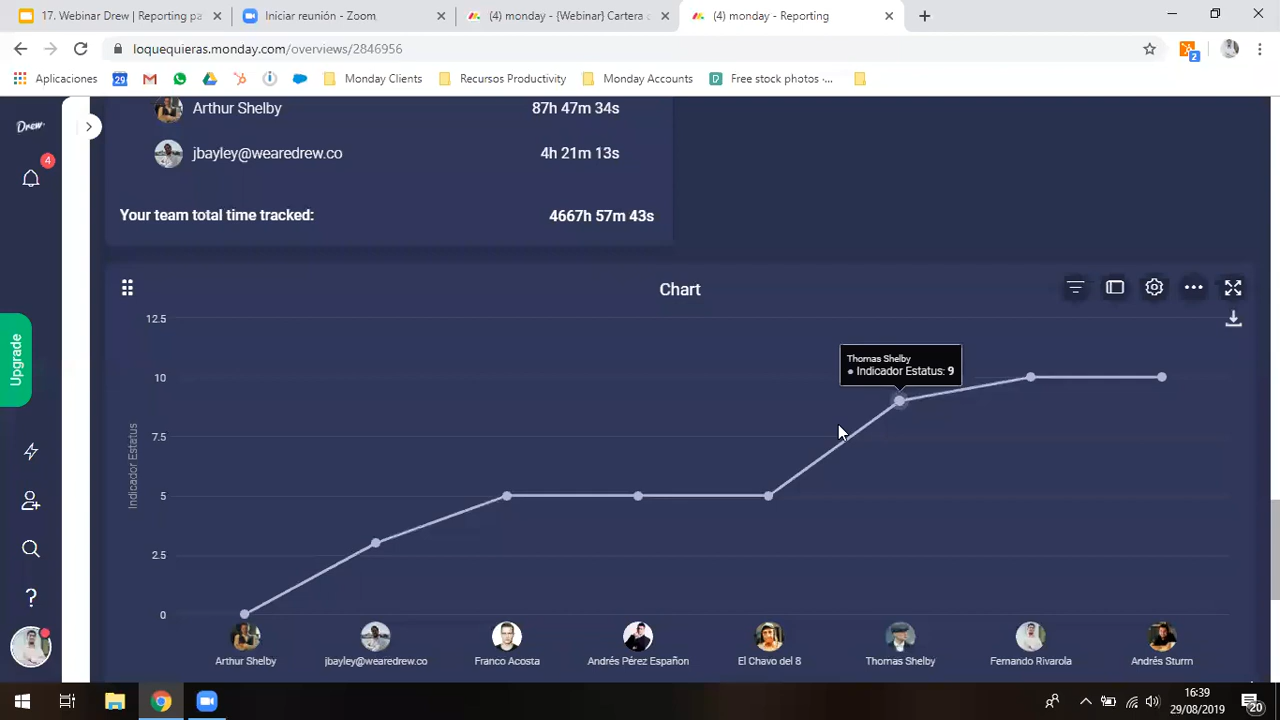 17. Webinar Drew | Reporting pa
Iniciar reunión - Zoom
(4) monday - {Webinar} Cartera c
(4) monday - Reporting
loquequieras.monday.com/overviews/2846956
2
Aplicaciones
29
Monday Clients
Recursos Productivity
Monday Accounts
Free stock photos ·...
Drew
4
Upgrade
Arthur Shelby 87h 47m 34s
jbayley@wearedrew.co 4h 21m 13s
Your team total time tracked: 4667h 57m 43s
Chart
12.5
10
7.5
5
2.5
0
Indicador Estatus
Thomas Shelby
Indicador Estatus: 9
Arthur Shelby
jbayley@wearedrew.co
Franco Acosta
Andrés Pérez Españon
El Chavo del 8
Thomas Shelby
Fernando Rivarola
Andrés Sturm
16:39
29/08/2019
20